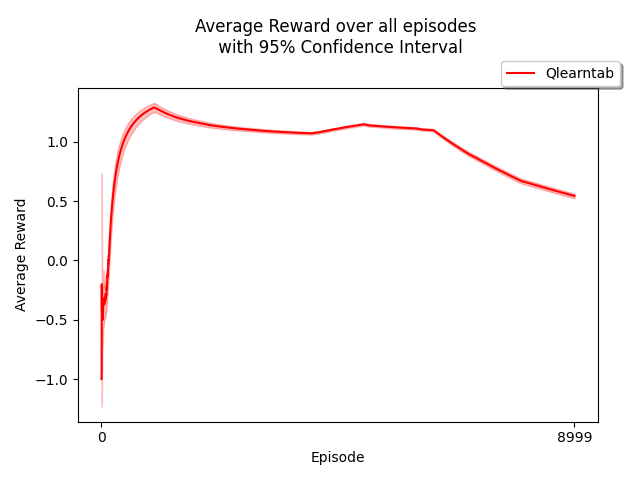 Average Reward over all episodes
with 95% Confidence Interval
Qlearntab
1.0
0.5
0.0
−0.5
−1.0
Average Reward
0
8999
Episode